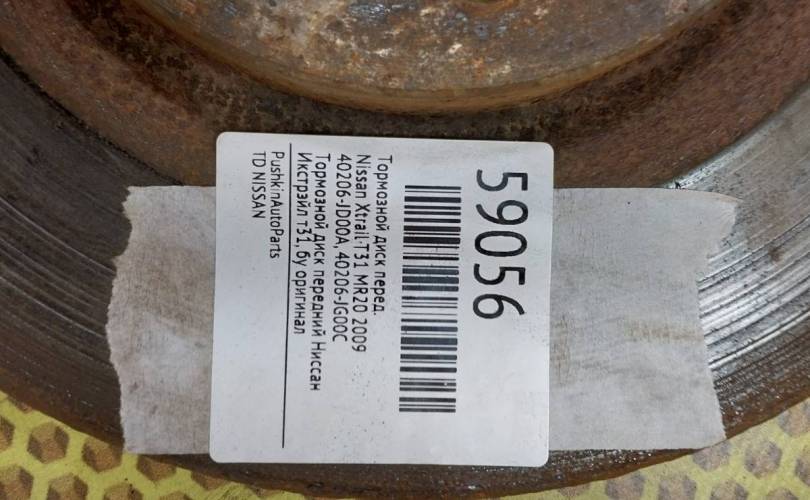 59056
Тормозной диск перед.
Nissan Xtrail-T31 MR20 2009
40206-JD00A, 40206-JG00C
Тормозной диск передний Ниссан
Икстрэйл т31, бу оригинал
PushkinAutoParts
TD NISSAN